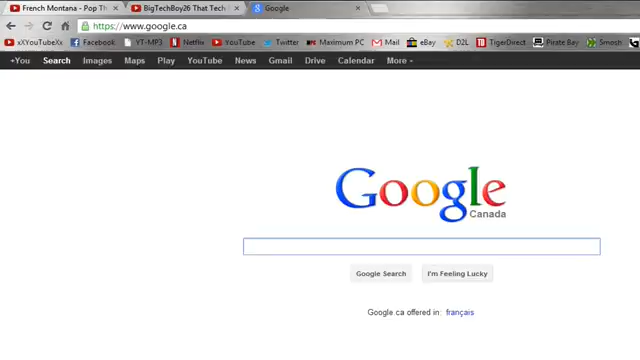 French Montana - Pop Th
BigTechBoy26 That Tech
Google
https://www.google.ca
xXYouTubeXx Facebook YT-MP3 Netflix YouTube Twitter Maximum PC Mail eBay D2L TigerDirect Pirate Bay Smosh
+You Search Images Maps Play YouTube News Gmail Drive Calendar More
Google
Canada
Google Search I'm Feeling Lucky
Google.ca offered in: français